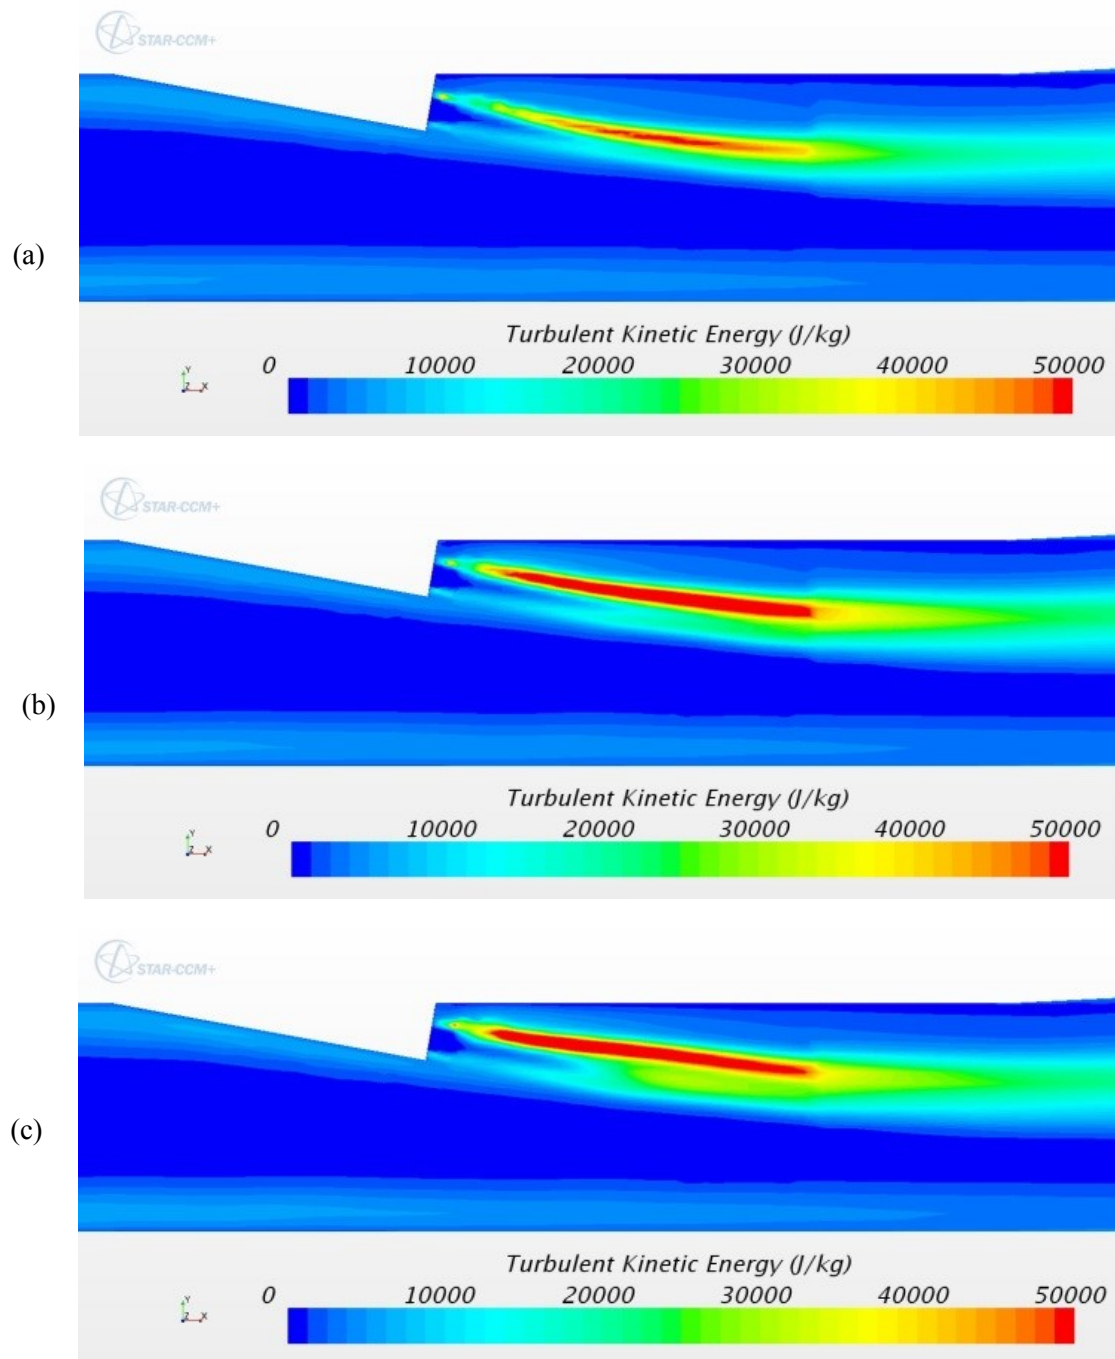 STAR-CCM+
(a)
Turbulent Kinetic Energy (J/kg)
0 10000 20000 30000 40000 50000
Y
Z X
STAR-CCM+
(b)
Turbulent Kinetic Energy (J/kg)
0 10000 20000 30000 40000 50000
Y
Z X
STAR-CCM+
(c)
Turbulent Kinetic Energy (J/kg)
0 10000 20000 30000 40000 50000
Y
Z X